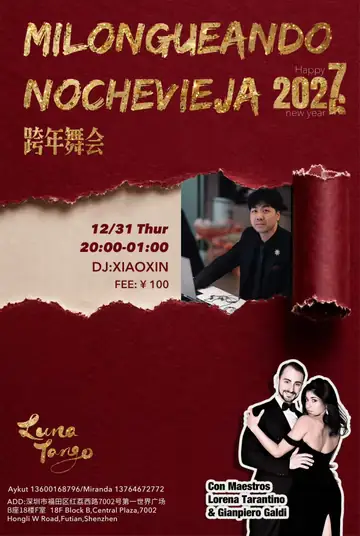 MILONGUEANDO
Happy
NOCHEVIEJA 2027
new year
跨年舞会
12/31 Thur
20:00-01:00
DJ:XIAOXIN
FEE:¥100
Luna
Tango
Con Maestros
Lorena Tarantino
& Gianpiero Galdi
Aykut 13600168796/Miranda 13764672772
ADD:深圳市福田区红荔西路7002号第一世界广场
B座18楼F室 18F Block B,Central Plaza,7002
Hongli W Road,Futian,Shenzhen